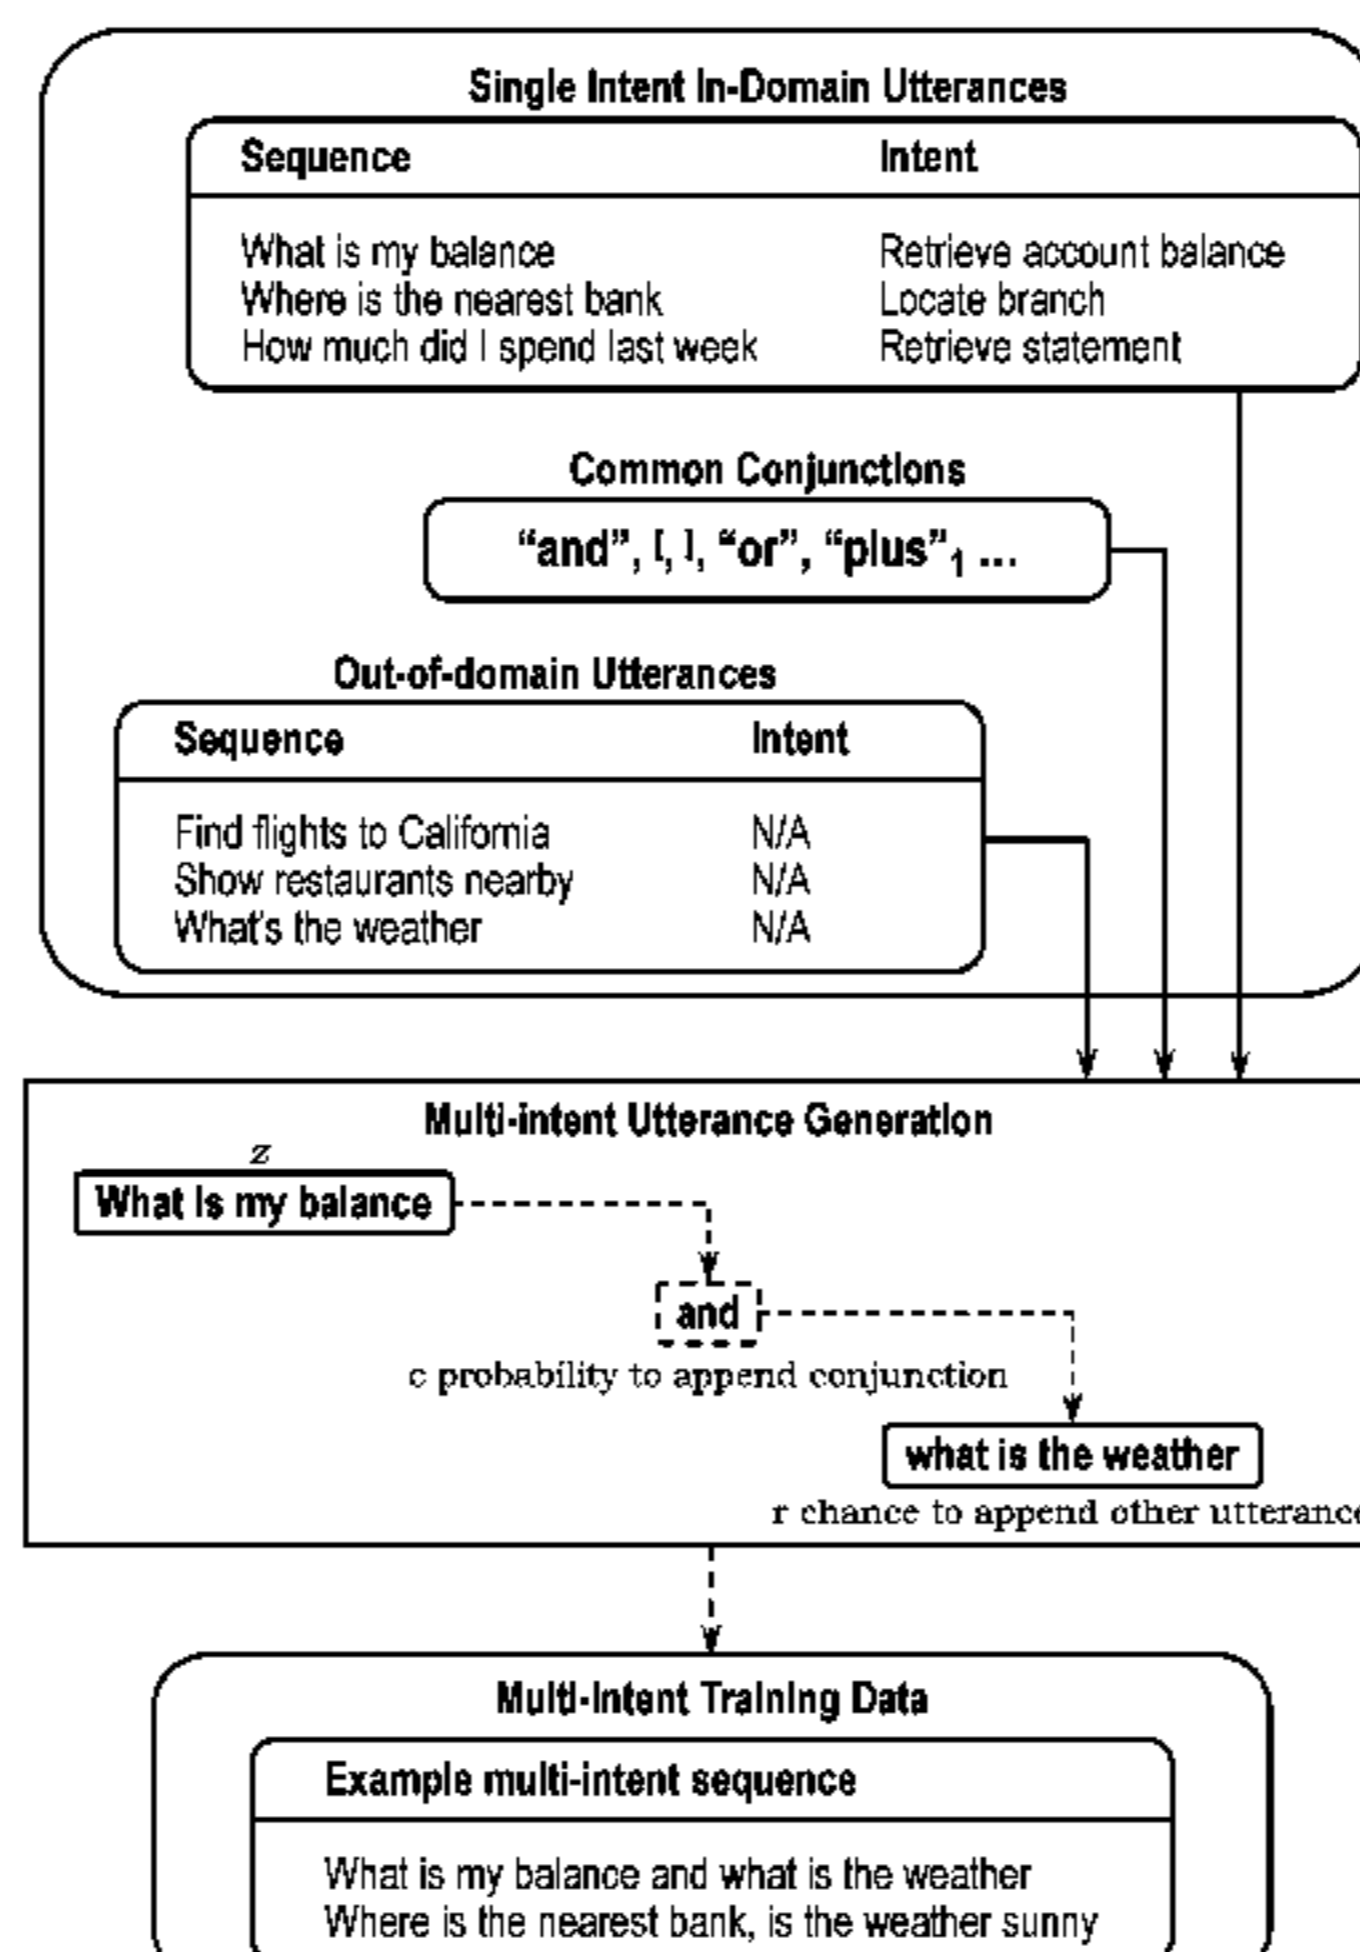 Single Intent In-Domain Utterances
Sequence Intent
What is my balance Retrieve account balance
Where is the nearest bank Locate branch
How much did I spend last week Retrieve statement
Common Conjunctions
“and”, [, ], “or”, “plus”1 ...
Out-of-domain Utterances
Sequence Intent
Find flights to California N/A
Show restaurants nearby N/A
What's the weather N/A
Multi-intent Utterance Generation
z
What is my balance
and
c probability to append conjunction
what is the weather
r chance to append other utterance
Multi-Intent Training Data
Example multi-intent sequence
What is my balance and what is the weather
Where is the nearest bank, is the weather sunny